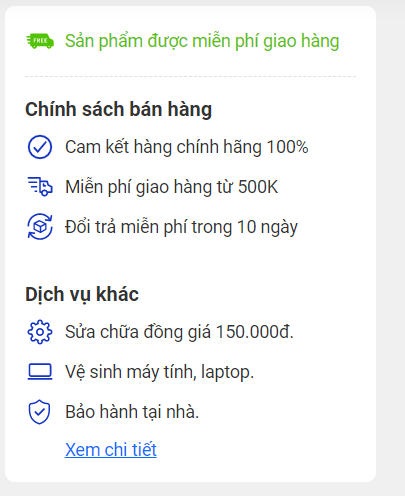 FREE
Sản phẩm được miễn phí giao hàng
Chính sách bán hàng
Cam kết hàng chính hãng 100%
Miễn phí giao hàng từ 500K
Đổi trả miễn phí trong 10 ngày
Dịch vụ khác
Sửa chữa đồng giá 150.000đ.
Vệ sinh máy tính, laptop.
Bảo hành tại nhà.
Xem chi tiết